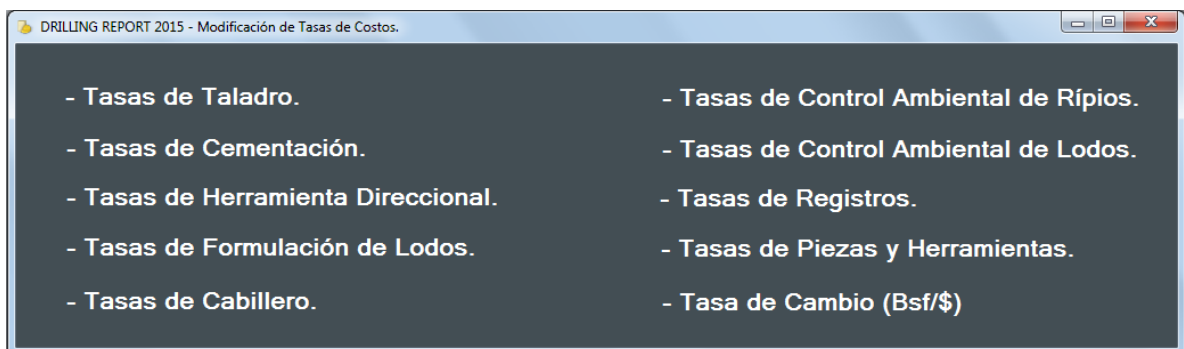 DRILLING REPORT 2015 - Modificación de Tasas de Costos.
- Tasas de Taladro.
- Tasas de Cementación.
- Tasas de Herramienta Direccional.
- Tasas de Formulación de Lodos.
- Tasas de Cabillero.
- Tasas de Control Ambiental de Rípios.
- Tasas de Control Ambiental de Lodos.
- Tasas de Registros.
- Tasas de Piezas y Herramientas.
- Tasa de Cambio (Bsf/$)